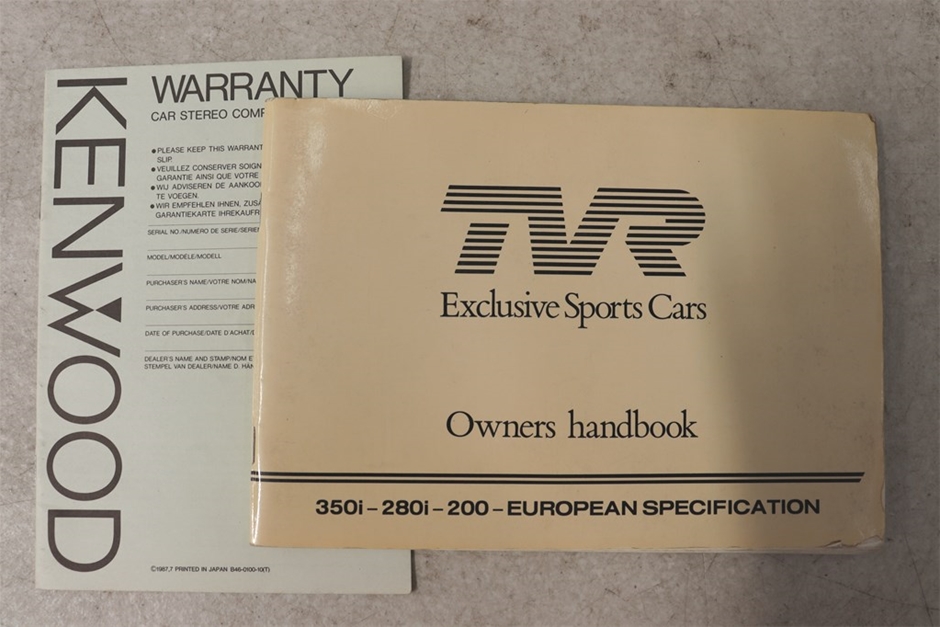 KENWOOD
WARRANTY
CAR STEREO
●PLEASE KEEP THIS WARRANT
SLIP.
●VEUILLEZ CONSERVER SOIGN
GARANTIE AINSI QUE VOTRE
●WIJ ADVISEREN DE AANKOO
TE VOEGEN.
●WIR EMPFEHLEN IHNEN, ZUSÄ
GARANTIEKARTE IHREKAUFR
SERIAL NO./NUMERO DE SERIE/SERIE
MODEL/MODÈLE/MODELL
PURCHASER'S NAME/VOTRE NOM/NA
PURCHASER'S ADDRESS/VOTRE ADR
DATE OF PURCHASE/DATE D'ACHAT/
DEALER'S NAME AND STAMP/NOM E
STEMPEL VAN DEALER/NAME D. HÄN
©1987,7 PRINTED IN JAPAN B46-0100-10(T)
TVR
Exclusive Sports Cars
Owners handbook
350i – 280i – 200 – EUROPEAN SPECIFICATION